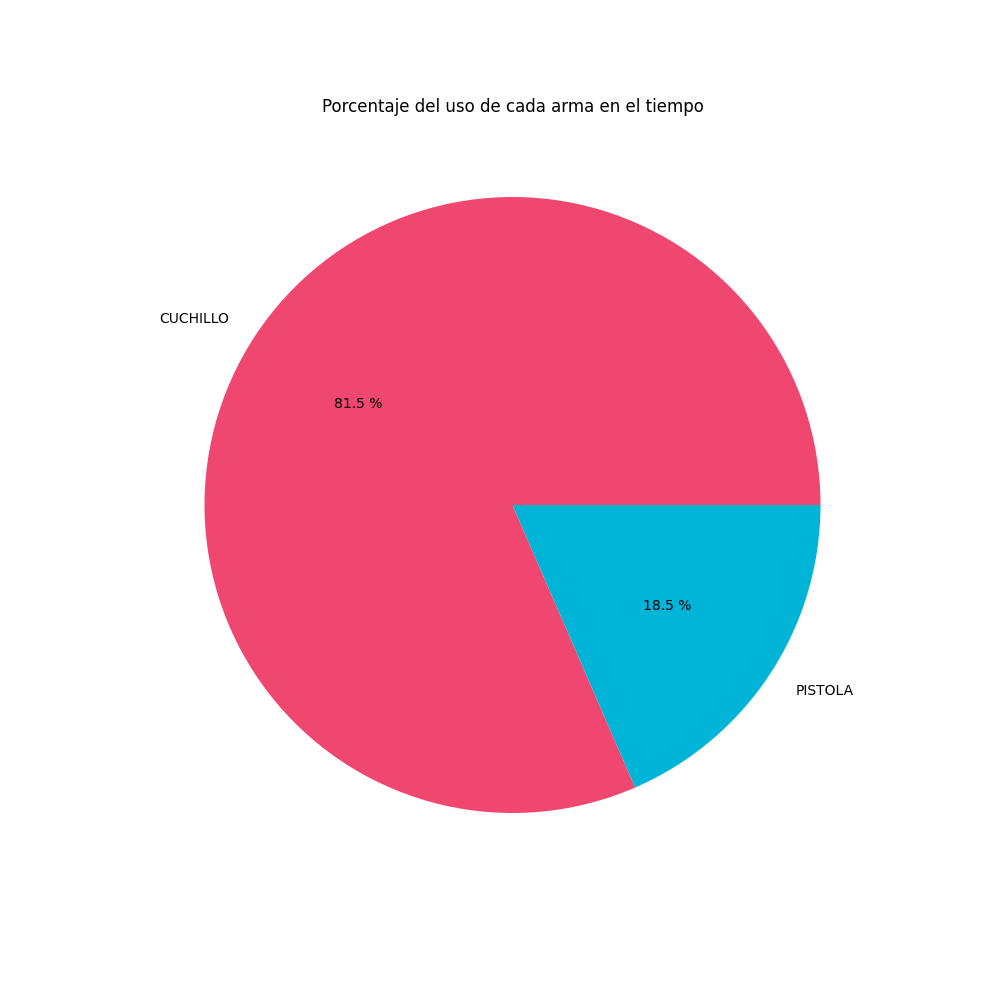 Porcentaje del uso de cada arma en el tiempo
CUCHILLO
81.5 %
18.5 %
PISTOLA